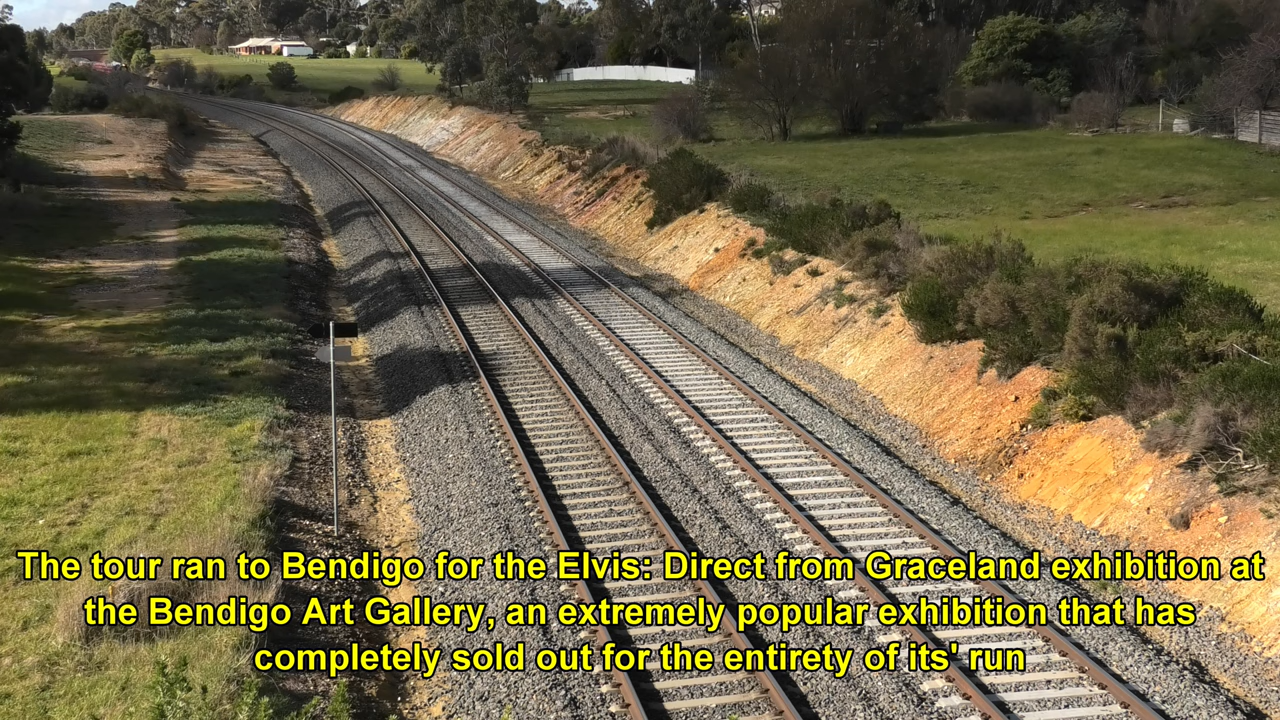 The tour ran to Bendigo for the Elvis: Direct from Graceland exhibition at
the Bendigo Art Gallery, an extremely popular exhibition that has
completely sold out for the entirety of its' run